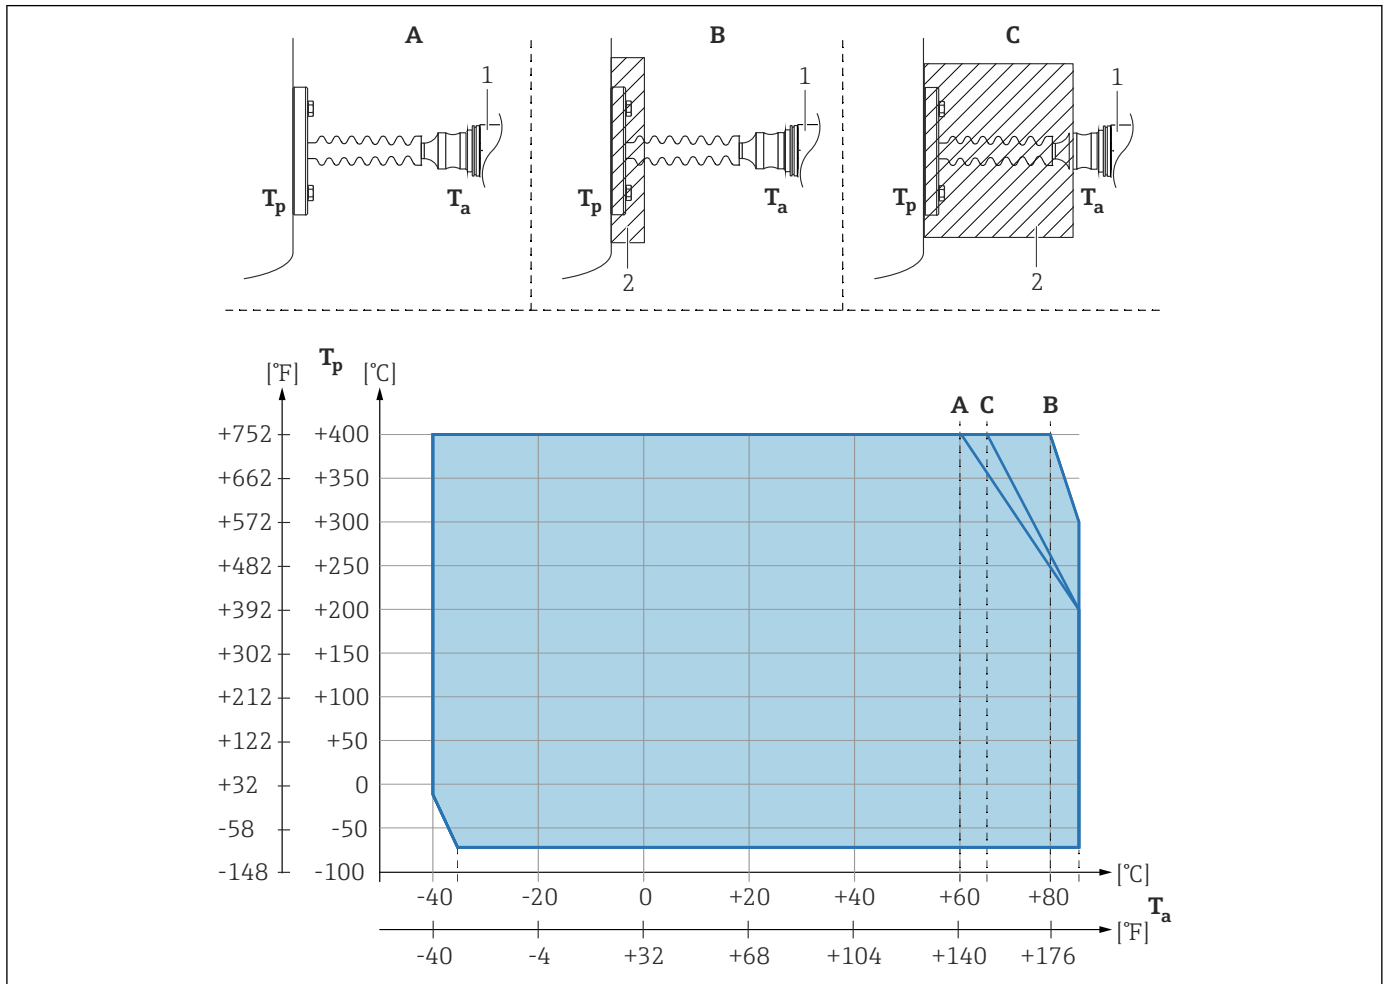 A B C
1 1 1
Tp Ta Tp Ta Tp Ta
2 2
Tp
[°F] [°C]
A C B
+752 +400
+662 +350
+572 +300
+482 +250
+392 +200
+302 +150
+212 +100
+122 +50
+32 0
-58 -50
-148 -100
[°C]
-40 -20 0 +20 +40 +60 +80
Ta
[°F]
-40 -4 +32 +68 +104 +140 +176